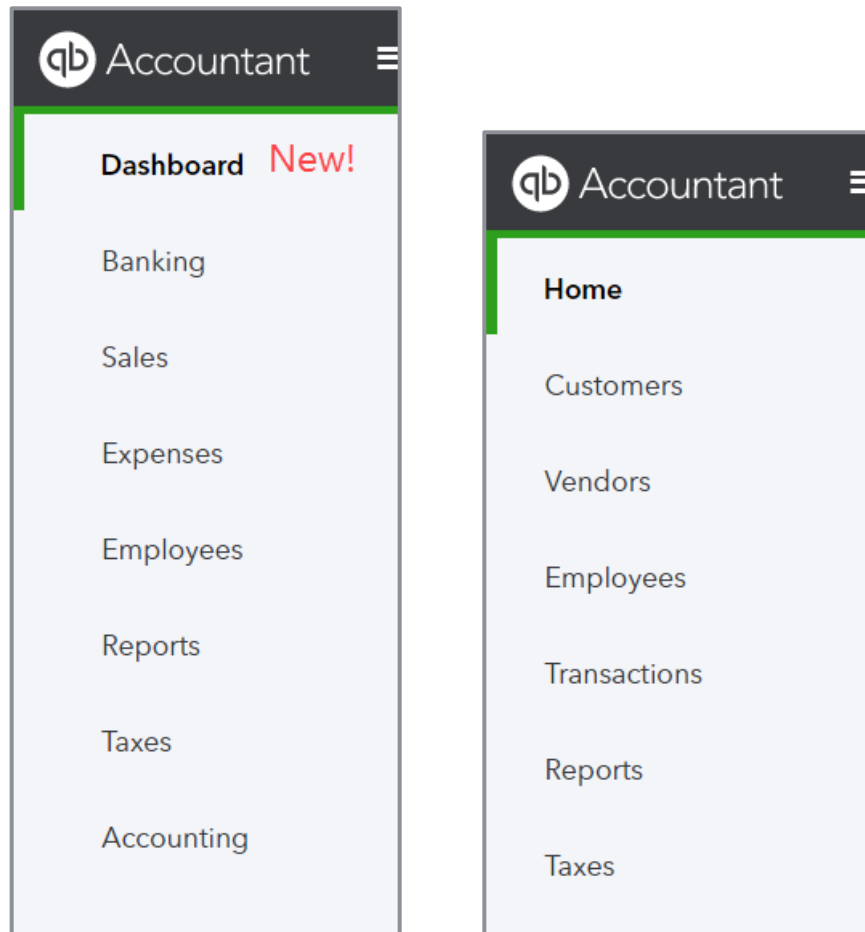 qb Accountant
Dashboard New!
Banking
Sales
Expenses
Employees
Reports
Taxes
Accounting
qb Accountant
Home
Customers
Vendors
Employees
Transactions
Reports
Taxes